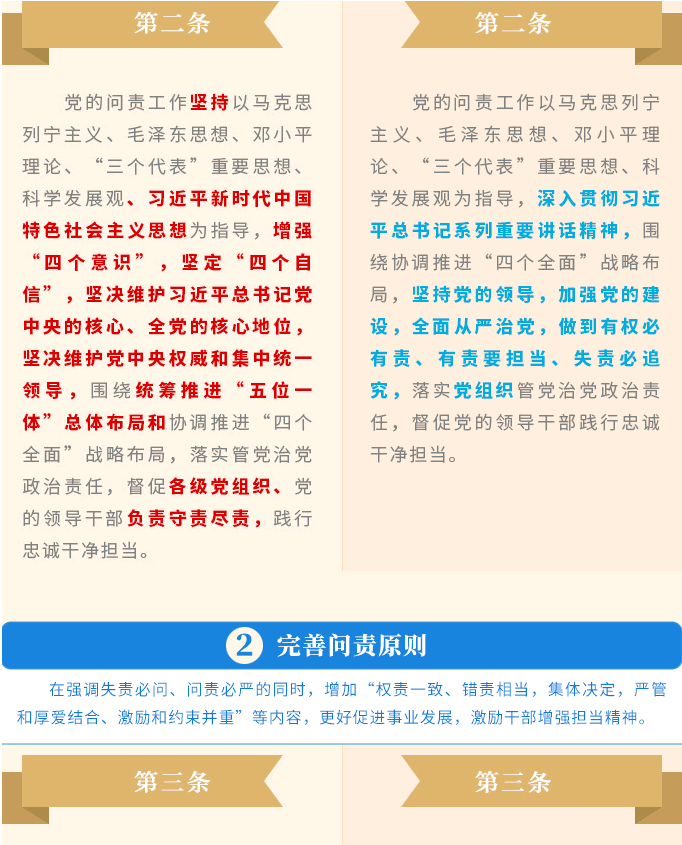 第二条
党的问责工作坚持以马克思
列宁主义、毛泽东思想、邓小平
理论、“三个代表”重要思想、
科学发展观、习近平新时代中国
特色社会主义思想为指导，增强
“四个意识”，坚定“四个自
信”，坚决维护习近平总书记党
中央的核心、全党的核心地位，
坚决维护党中央权威和集中统一
领导，围绕统筹推进“五位一
体”总体布局和协调推进“四个
全面”战略布局，落实管党治党
政治责任，督促各级党组织、党
的领导干部负责守责尽责，践行
忠诚干净担当。
第二条
党的问责工作以马克思列宁
主义、毛泽东思想、邓小平理
论、“三个代表”重要思想、科
学发展观为指导，深入贯彻习近
平总书记系列重要讲话精神，围
绕协调推进“四个全面”战略布
局，坚持党的领导，加强党的建
设，全面从严治党，做到有权必
有责、有责要担当、失责必追
究，落实党组织管党治党政治责
任，督促党的领导干部践行忠诚
干净担当。
2 完善问责原则
在强调失责必问、问责必严的同时，增加“权责一致、错责相当，集体决定，严管
和厚爱结合、激励和约束并重”等内容，更好促进事业发展，激励干部增强担当精神。
第三条
第三条